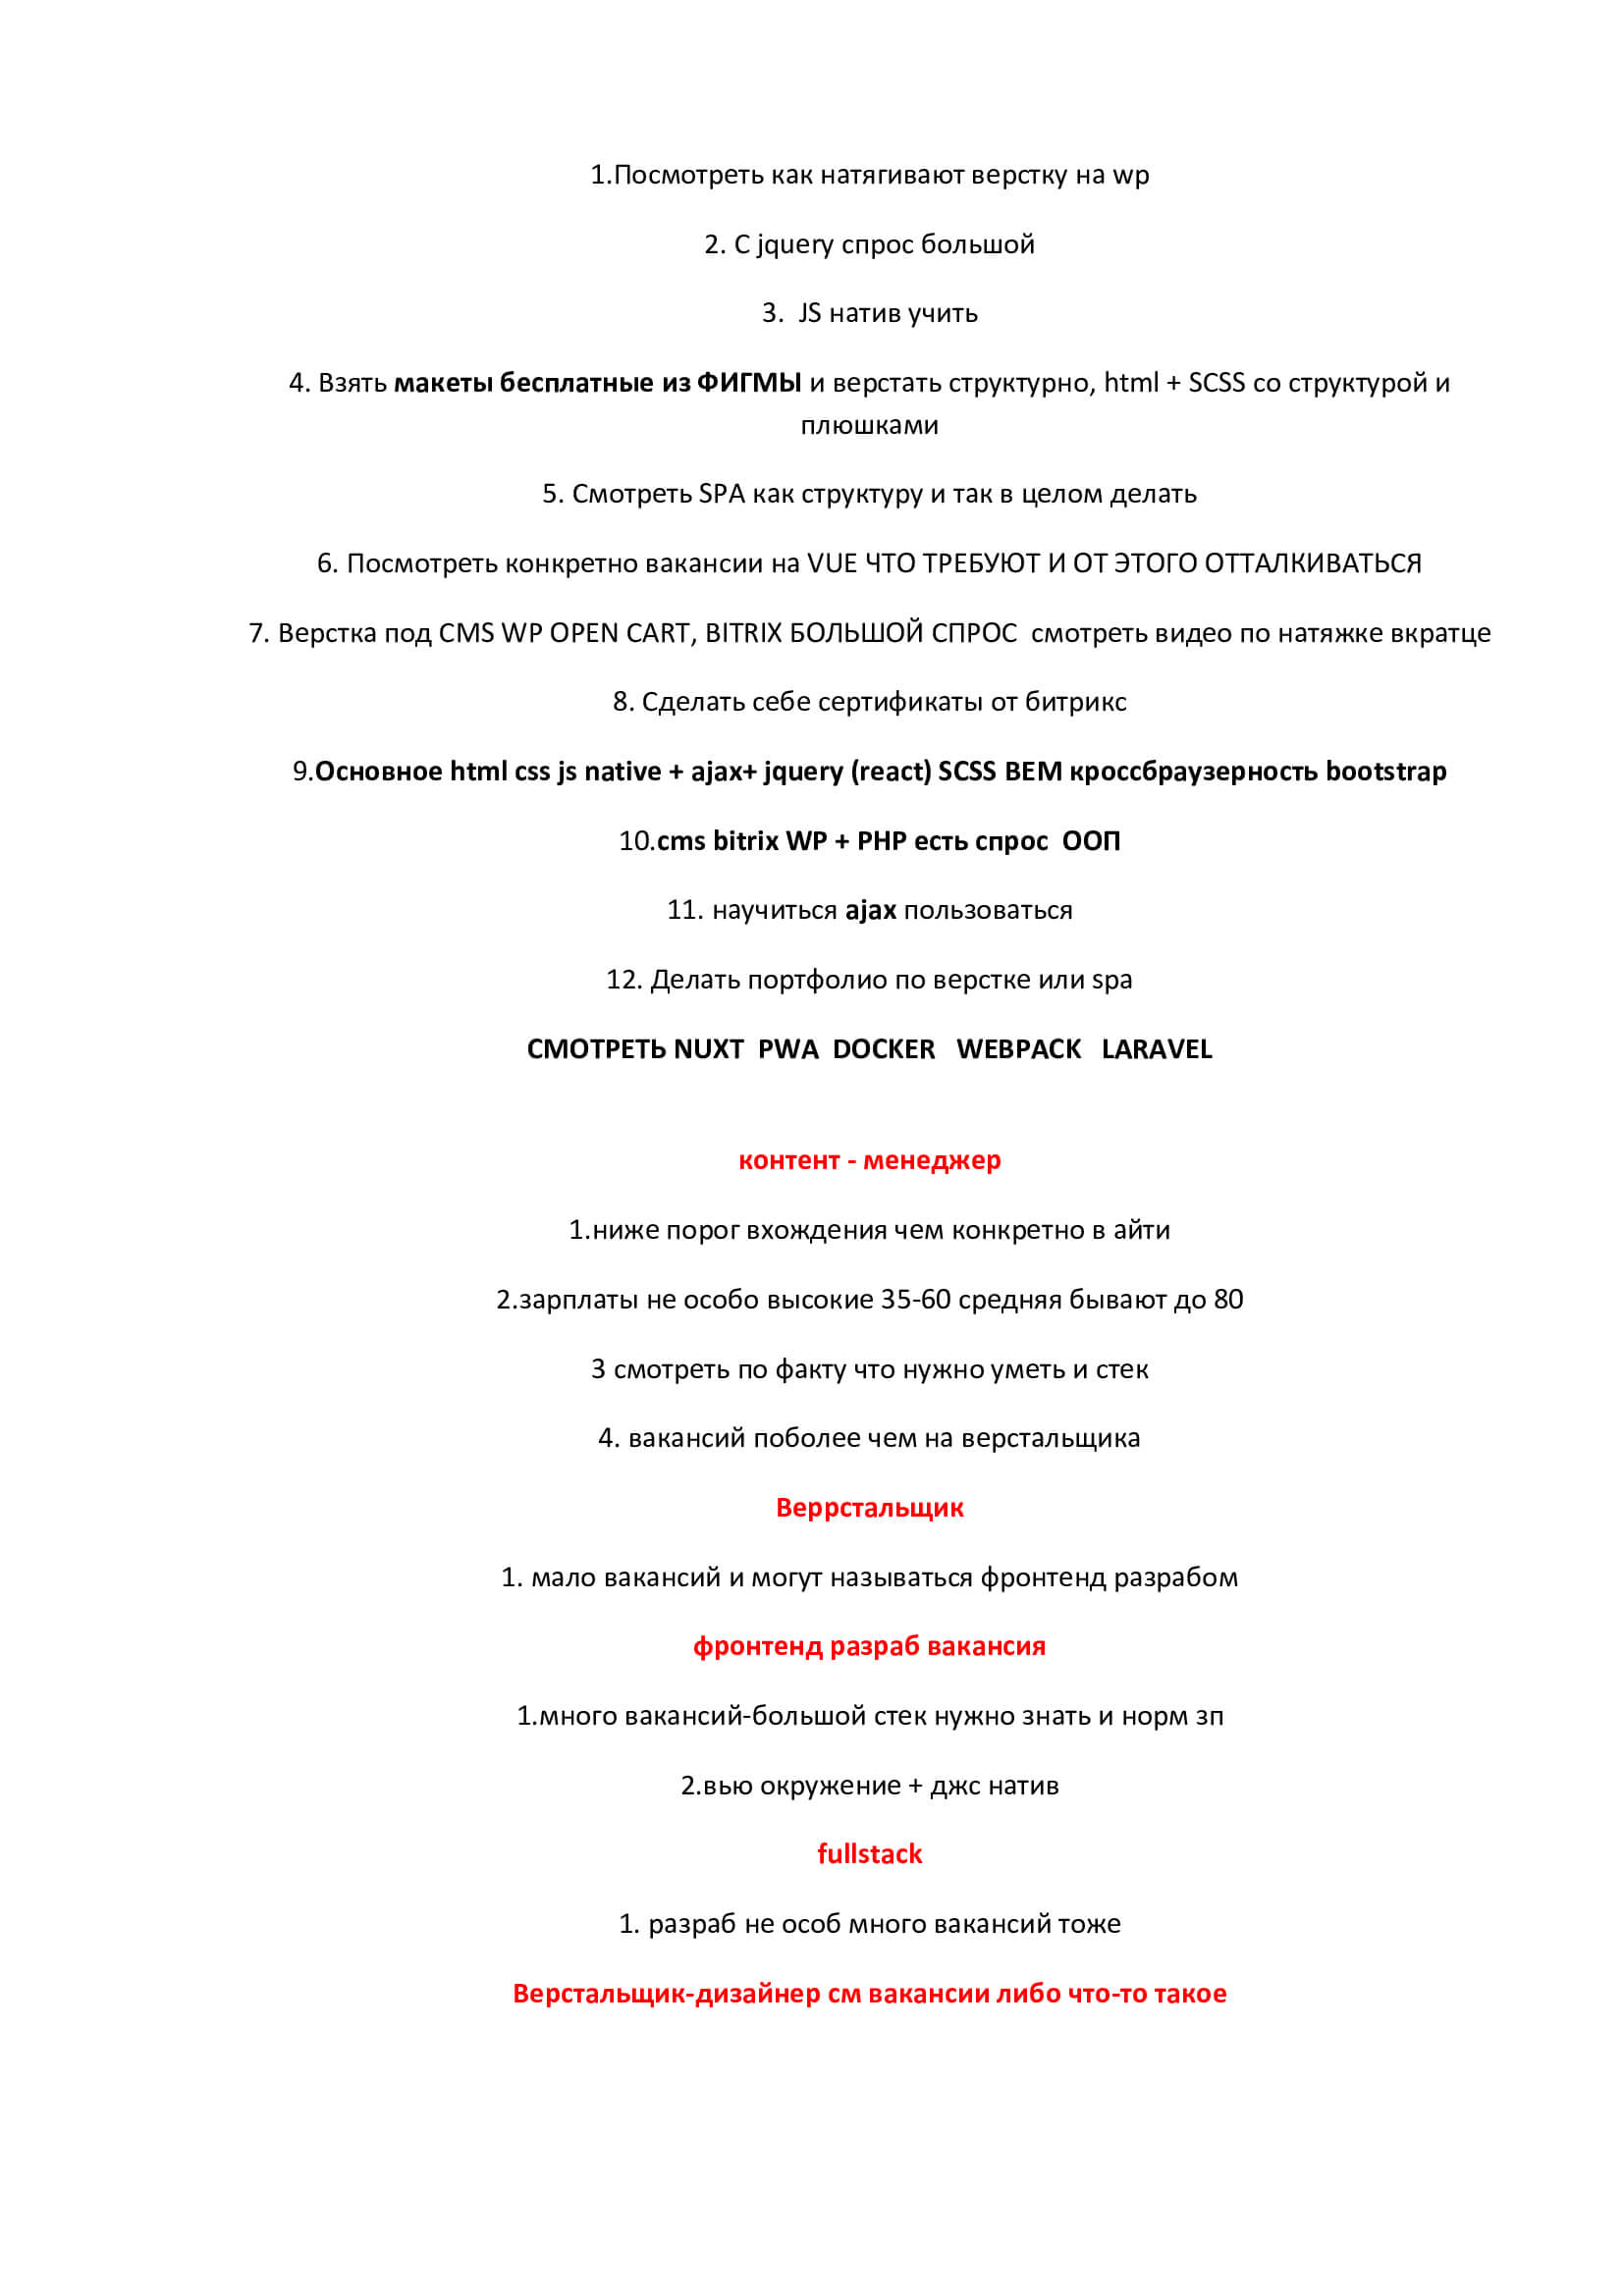 1.Посмотреть как натягивают верстку на wp
2. С jquery спрос большой
3.  JS натив учить
4. Взять макеты бесплатные из ФИГМЫ и верстать структурно, html + SCSS со структурой и
плюшками
5. Смотреть SPA как структуру и так в целом делать
6. Посмотреть конкретно вакансии на VUE ЧТО ТРЕБУЮТ И ОТ ЭТОГО ОТТАЛКИВАТЬСЯ
7. Верстка под CMS WP OPEN CART, BITRIX БОЛЬШОЙ СПРОС  смотреть видео по натяжке вкратце
8. Сделать себе сертификаты от битрикс
9.Основное html css js native + ajax+ jquery (react) SCSS BEM кроссбраузерность bootstrap
10.cms bitrix WP + PHP есть спрос  ООП
11. научиться ajax пользоваться
12. Делать портфолио по верстке или spa
СМОТРЕТЬ NUXT  PWA  DOCKER   WEBPACK   LARAVEL
контент - менеджер
1.ниже порог вхождения чем конкретно в айти
2.зарплаты не особо высокие 35-60 средняя бывают до 80
3 смотреть по факту что нужно уметь и стек
4. вакансий поболее чем на верстальщика
Веррстальщик
1. мало вакансий и могут называться фронтенд разрабом
фронтенд разраб вакансия
1.много вакансий-большой стек нужно знать и норм зп
2.вью окружение + джс натив
fullstack
1. разраб не особ много вакансий тоже
Верстальщик-дизайнер см вакансии либо что-то такое